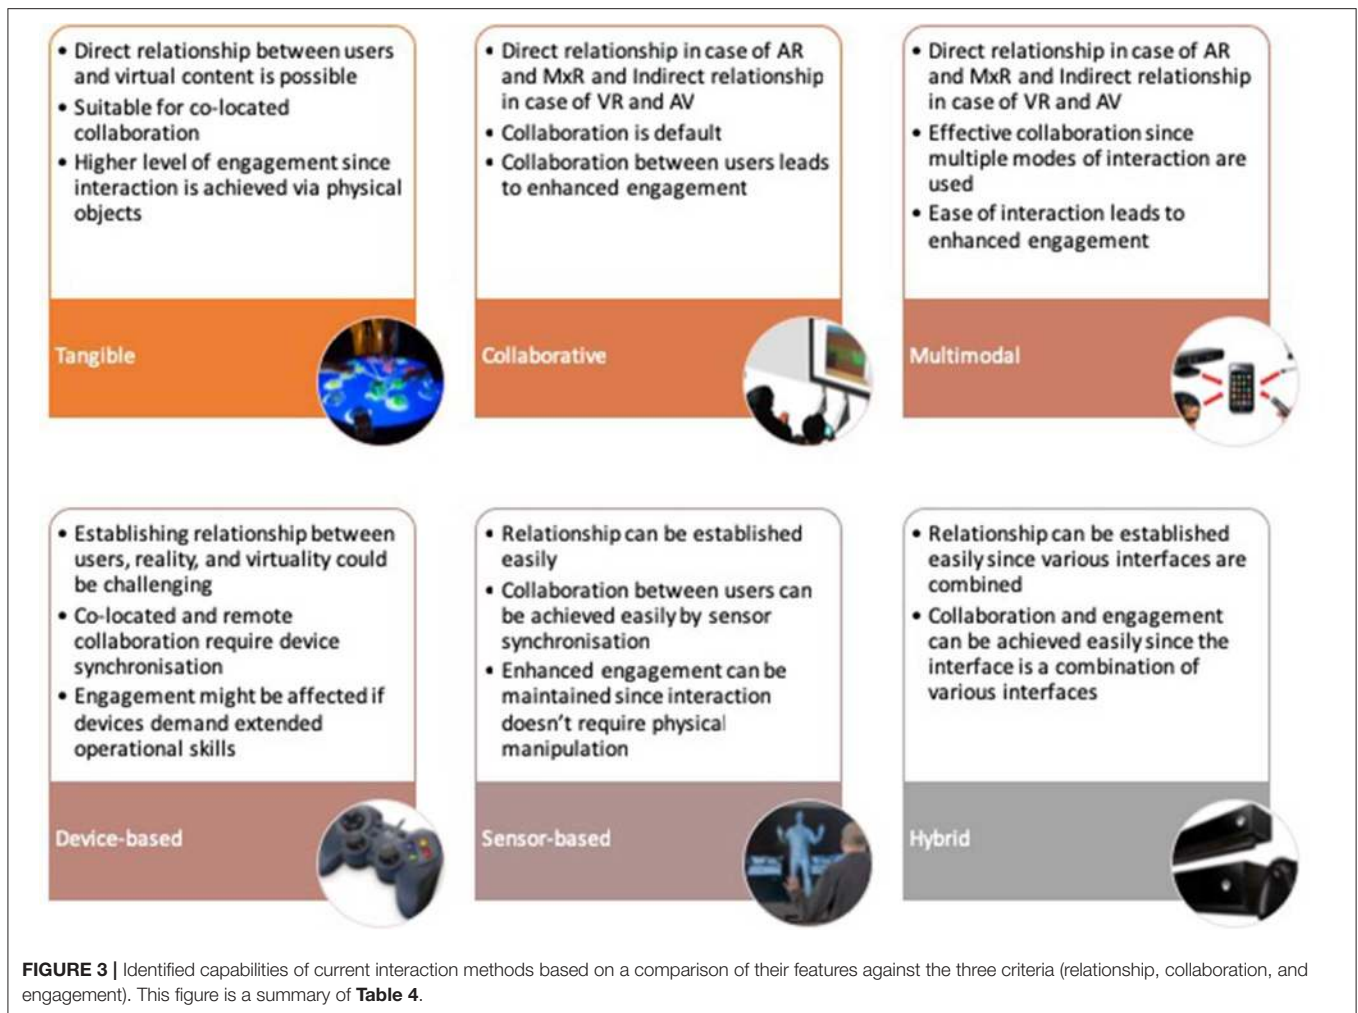 • Direct relationship between users
and virtual content is possible
• Suitable for co-located
collaboration
• Higher level of engagement since
interaction is achieved via physical
objects
Tangible
• Direct relationship in case of AR
and MxR and Indirect relationship
in case of VR and AV
• Collaboration is default
• Collaboration between users leads
to enhanced engagement
Collaborative
• Direct relationship in case of AR
and MxR and Indirect relationship
in case of VR and AV
• Effective collaboration since
multiple modes of interaction are
used
• Ease of interaction leads to
enhanced engagement
Multimodal
• Establishing relationship between
users, reality, and virtuality could
be challenging
• Co-located and remote
collaboration require device
synchronisation
• Engagement might be affected if
devices demand extended
operational skills
Device-based
• Relationship can be established
easily
• Collaboration between users can
be achieved easily by sensor
synchronisation
• Enhanced engagement can be
maintained since interaction
doesn't require physical
manipulation
Sensor-based
• Relationship can be established
easily since various interfaces are
combined
• Collaboration and engagement
can be achieved easily since the
interface is a combination of
various interfaces
Hybrid
FIGURE 3 | Identified capabilities of current interaction methods based on a comparison of their features against the three criteria (relationship, collaboration, and
engagement). This figure is a summary of Table 4.